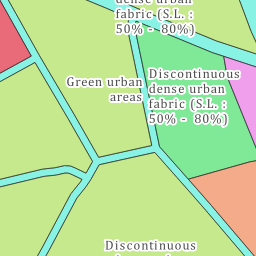 dense urban
fabric (S.L. :
50% - 80%)
Green urban
areas
Discontinuous
dense urban
fabric (S.L. :
50% - 80%)
Discontinuous